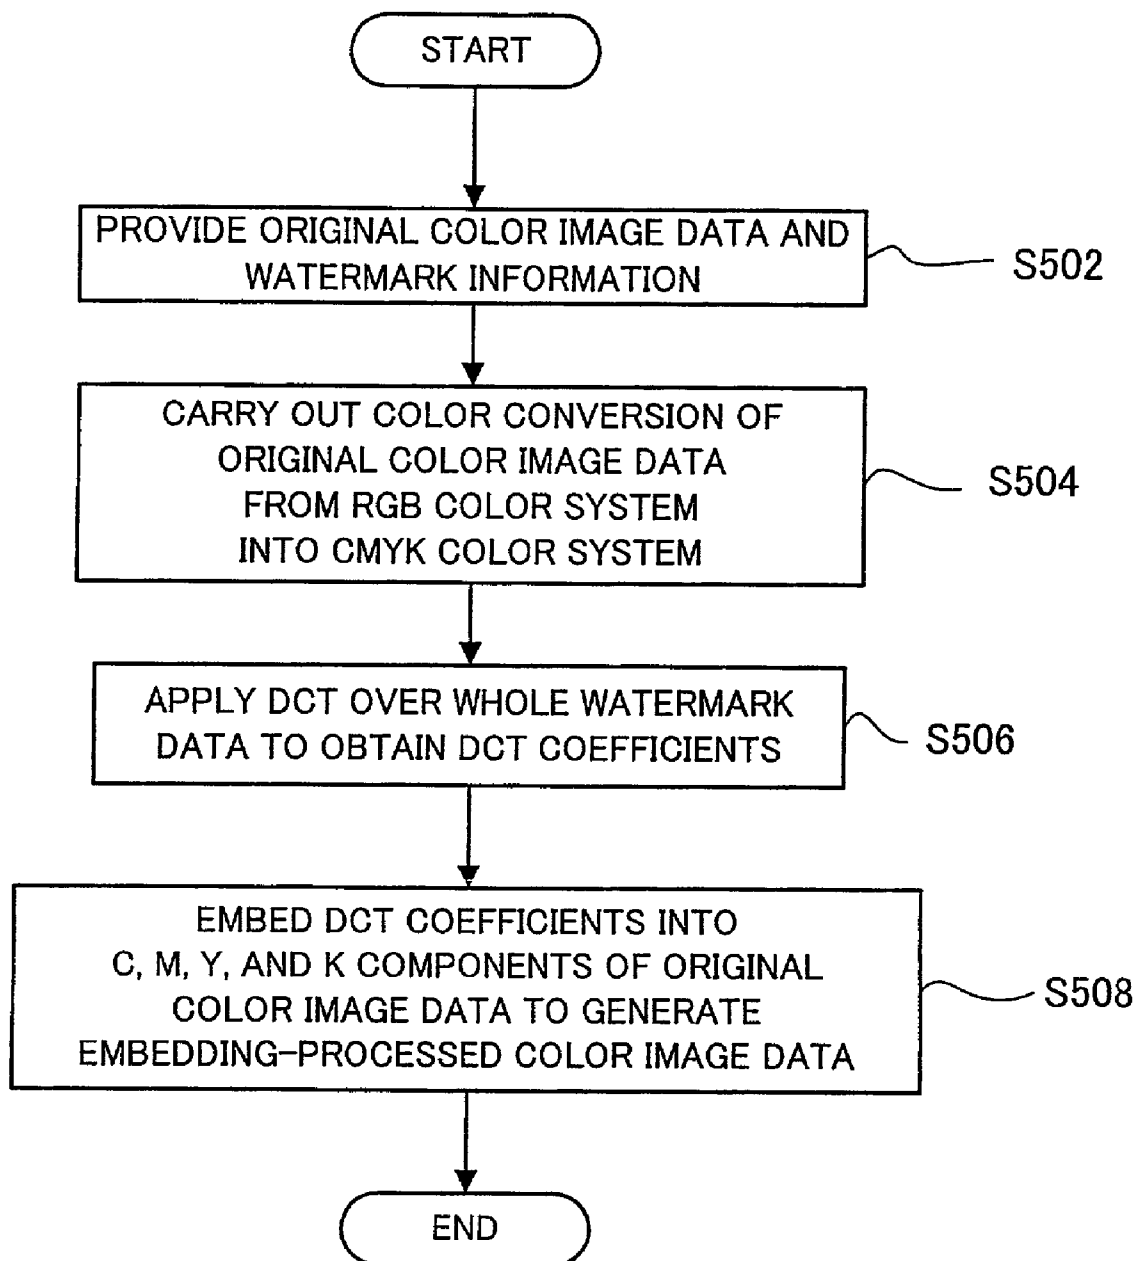 START
PROVIDE ORIGINAL COLOR IMAGE DATA AND
WATERMARK INFORMATION
S502
CARRY OUT COLOR CONVERSION OF
ORIGINAL COLOR IMAGE DATA
FROM RGB COLOR SYSTEM
INTO CMYK COLOR SYSTEM
S504
APPLY DCT OVER WHOLE WATERMARK
DATA TO OBTAIN DCT COEFFICIENTS
S506
EMBED DCT COEFFICIENTS INTO
C, M, Y, AND K COMPONENTS OF ORIGINAL
COLOR IMAGE DATA TO GENERATE
EMBEDDING-PROCESSED COLOR IMAGE DATA
S508
END